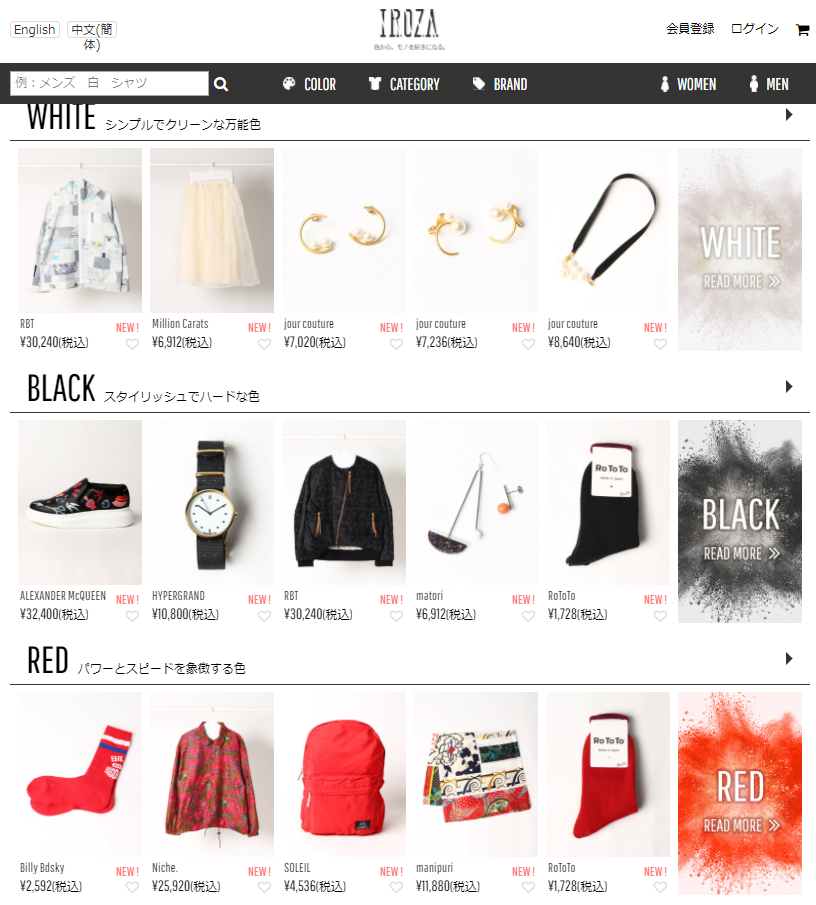 English
中文(簡
体)
IROZA
色から、モノを好きになる。
会員登録
ログイン
例：メンズ　白　シャツ
COLOR
CATEGORY
BRAND
WOMEN
MEN
WHITE シンプルでクリーンな万能色
WHITE
READ MORE
RBT
NEW !
¥30,240(税込)
Million Carats
NEW !
¥6,912(税込)
jour couture
NEW !
¥7,020(税込)
jour couture
NEW !
¥7,236(税込)
jour couture
NEW !
¥8,640(税込)
BLACK スタイリッシュでハードな色
RoToTo
BLACK
READ MORE
ALEXANDER McQUEEN
NEW !
¥32,400(税込)
HYPERGRAND
NEW !
¥10,800(税込)
RBT
NEW !
¥30,240(税込)
matori
NEW !
¥6,912(税込)
RoToTo
NEW !
¥1,728(税込)
RED パワーとスピードを象徴する色
RoToTo
RED
READ MORE
Billy Bdsky
NEW !
¥2,592(税込)
Niche.
NEW !
¥25,920(税込)
SOLEIL
NEW !
¥4,536(税込)
manipuri
NEW !
¥11,880(税込)
RoToTo
NEW !
¥1,728(税込)